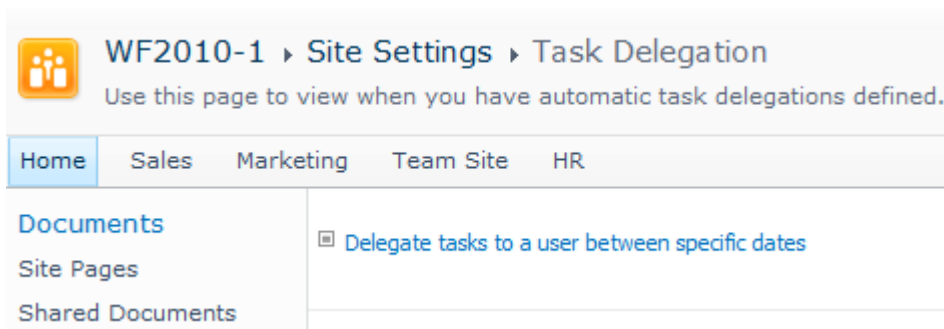 WF2010-1 ▸ Site Settings ▸ Task Delegation
Use this page to view when you have automatic task delegations defined.
Home Sales Marketing Team Site HR
Documents
Delegate tasks to a user between specific dates
Site Pages
Shared Documents